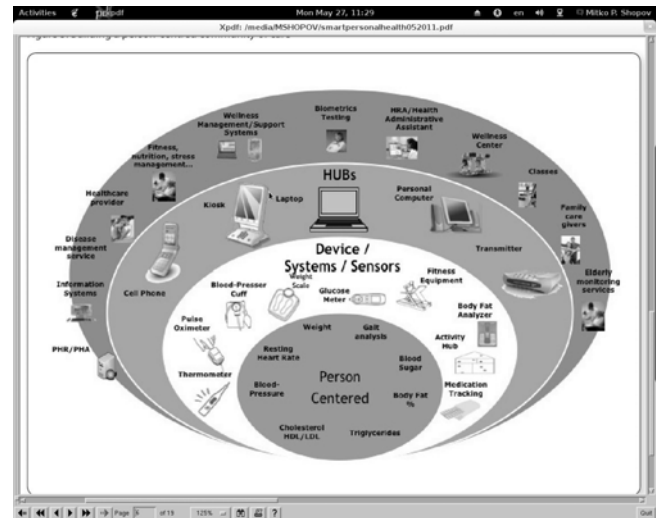 Activities
pdf
Mon May 27, 11:29
en
Mitko P. Shopov
Xpdf: /media/MSHOPOV/smartpersonalhealth052011.pdf
Wellness
Management/Support
Systems
Biometrics
Testing
HRA/Health
Administrative
Assistant
Wellness
Center
Fitness,
nutrition, stress
management...
Classes
Healthcare
provider
Family
care
givers
Disease
management
service
Elderly
monitoring
services
Information
Systems
PHR/PHA
HUBs
Kiosk
Laptop
Personal
Computer
Cell Phone
Transmitter
Device /
Systems / Sensors
Blood-Presser
Cuff
Weight
Scale
Glucose
Meter
Fitness
Equipment
Pulse
Oximeter
Body Fat
Analyzer
Thermometer
Activity
Hub
Medication
Tracking
Weight
Gait
analysis
Resting
Heart Rate
Blood
Sugar
Person
Centered
Blood-
Pressure
Body Fat
%
Cholesterol
HDL/LDL
Triglycerides
Page
of 19
125%
?
Quit